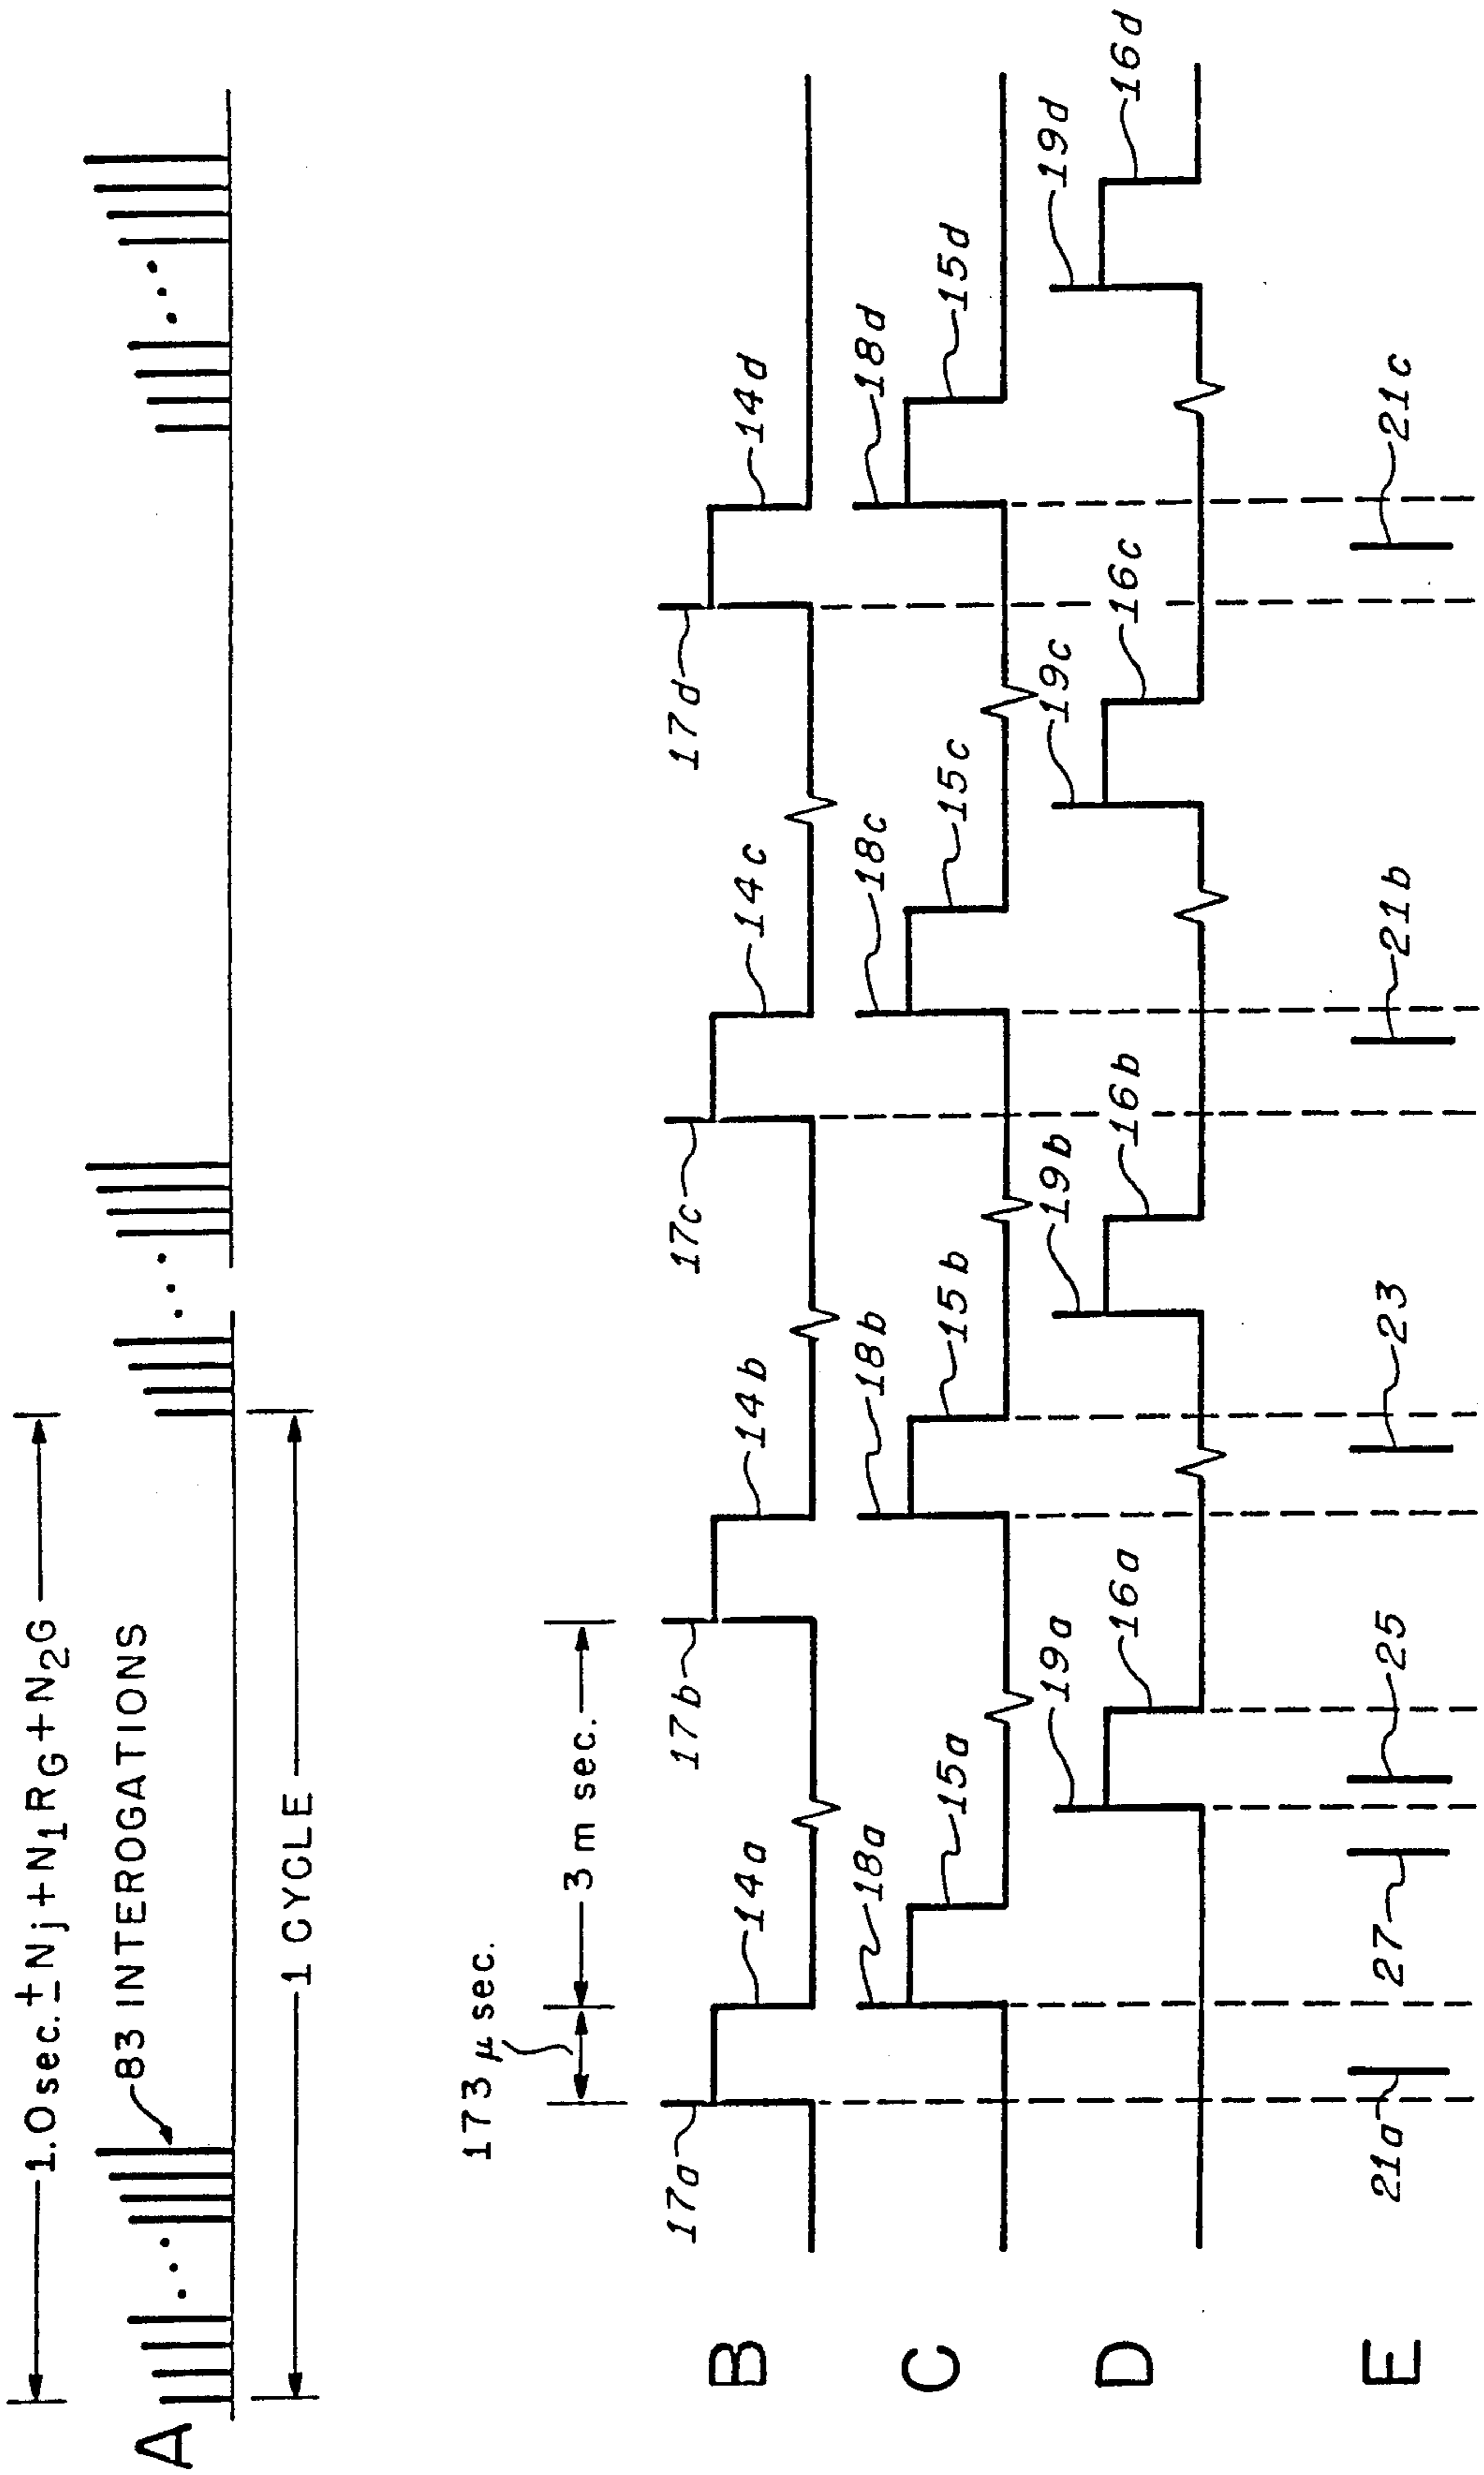 1.0 sec. ± Nj + N1RG + N2G
A
83 INTEROGATIONS
1 CYCLE
173 μ sec.
3 m sec.
B
17a
14a
17b
14b
17c
14c
17d
14d
C
18a
15a
18b
15b
18c
15c
18d
15d
D
19a
16a
19b
16b
19c
16c
19d
16d
E
21a
27
25
23
21b
21c